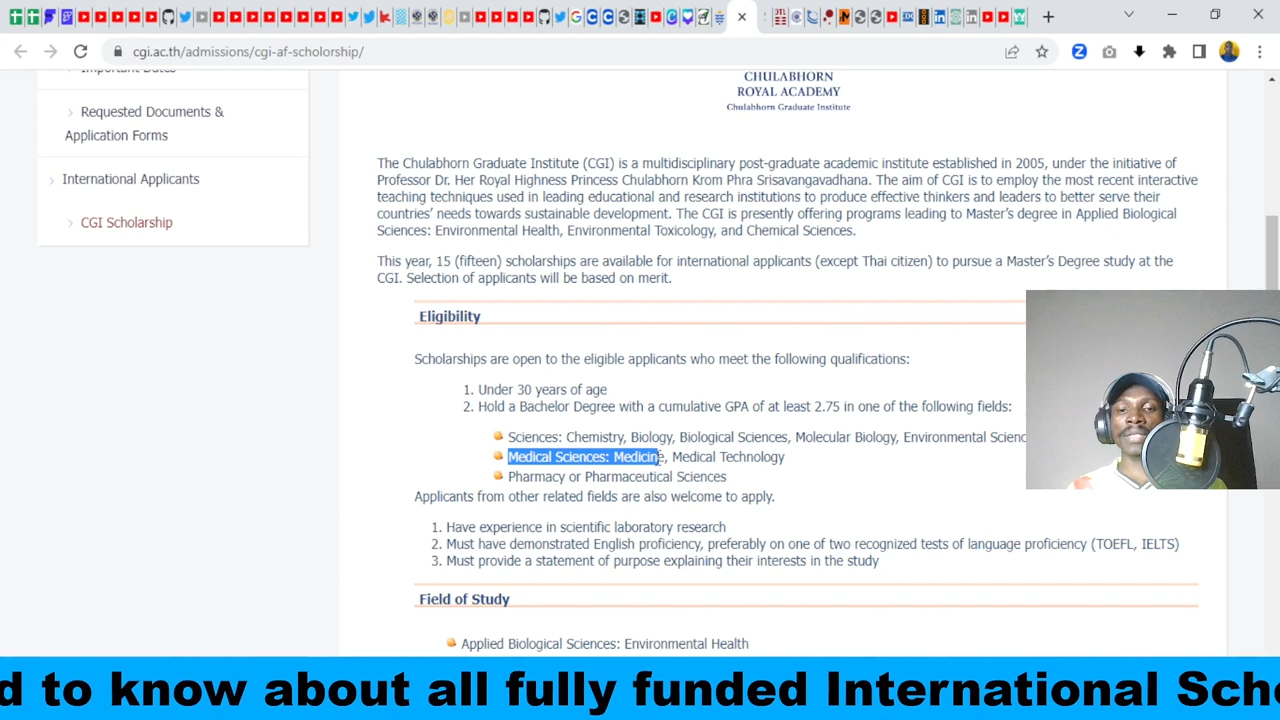 cgi.ac.th/admissions/cgi-af-scholorship/
Important Dates
Requested Documents &
Application Forms
International Applicants
CGI Scholarship
CHULABHORN
ROYAL ACADEMY
Chulabhorn Graduate Institute
The Chulabhorn Graduate Institute (CGI) is a multidisciplinary post-graduate academic institute established in 2005, under the initiative of
Professor Dr. Her Royal Highness Princess Chulabhorn Krom Phra Srisavangavadhana. The aim of CGI is to employ the most recent interactive
teaching techniques used in leading educational and research institutions to produce effective thinkers and leaders to better serve their
countries' needs towards sustainable development. The CGI is presently offering programs leading to Master's degree in Applied Biological
Sciences: Environmental Health, Environmental Toxicology, and Chemical Sciences.
This year, 15 (fifteen) scholarships are available for international applicants (except Thai citizen) to pursue a Master's Degree study at the
CGI. Selection of applicants will be based on merit.
Eligibility
Scholarships are open to the eligible applicants who meet the following qualifications:
1. Under 30 years of age
2. Hold a Bachelor Degree with a cumulative GPA of at least 2.75 in one of the following fields:
Sciences: Chemistry, Biology, Biological Sciences, Molecular Biology, Environmental Scienc
Medical Sciences: Medicine, Medical Technology
Pharmacy or Pharmaceutical Sciences
Applicants from other related fields are also welcome to apply.
1. Have experience in scientific laboratory research
2. Must have demonstrated English proficiency, preferably on one of two recognized tests of language proficiency (TOEFL, IELTS)
3. Must provide a statement of purpose explaining their interests in the study
Field of Study
Applied Biological Sciences: Environmental Health
d to know about all fully funded International Scho